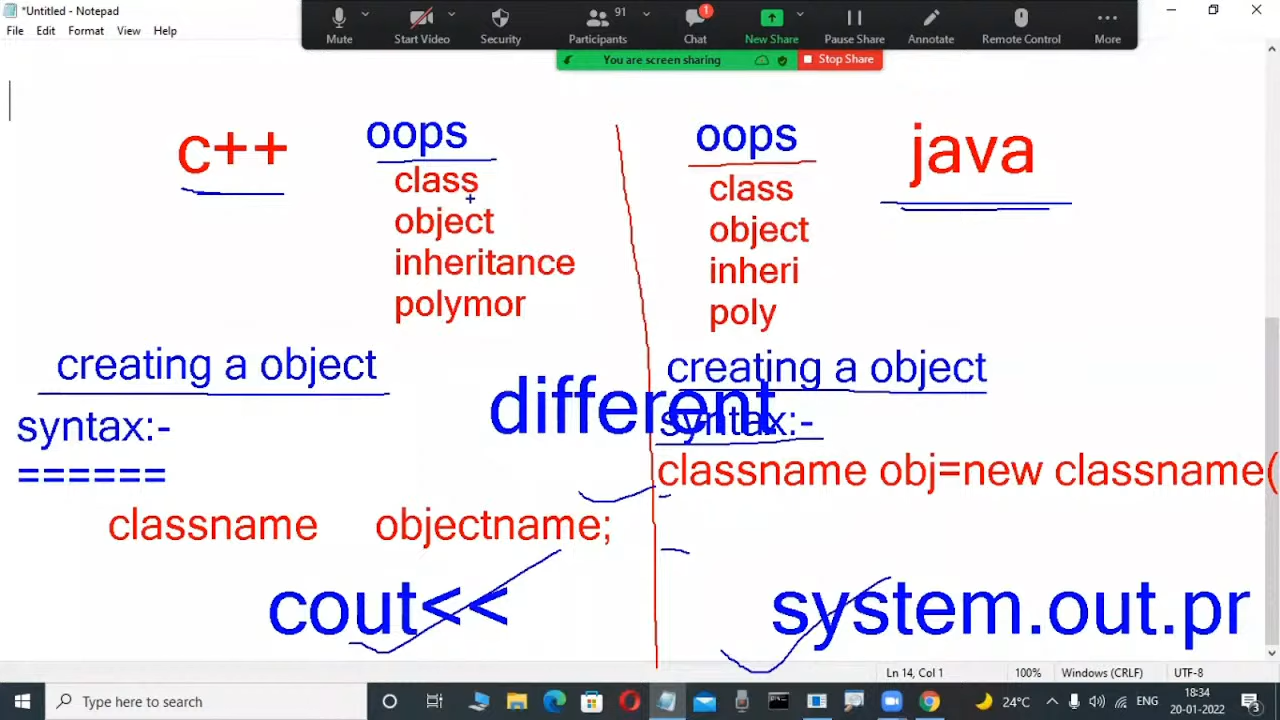 *Untitled - Notepad
File Edit Format View Help
Mute Start Video Security Participants 91 Chat 1 New Share Pause Share Annotate Remote Control More
You are screen sharing Stop Share
c++
oops
class
object
inheritance
polymor
creating a object
syntax:-
======
classname objectname;
cout<<
different
oops
java
class
object
inheri
poly
creating a object
syntax:-
classname obj=new classname(
system.out.pr
Ln 14, Col 1 100% Windows (CRLF) UTF-8
Type here to search
24°C ENG 18:34
20-01-2022
3